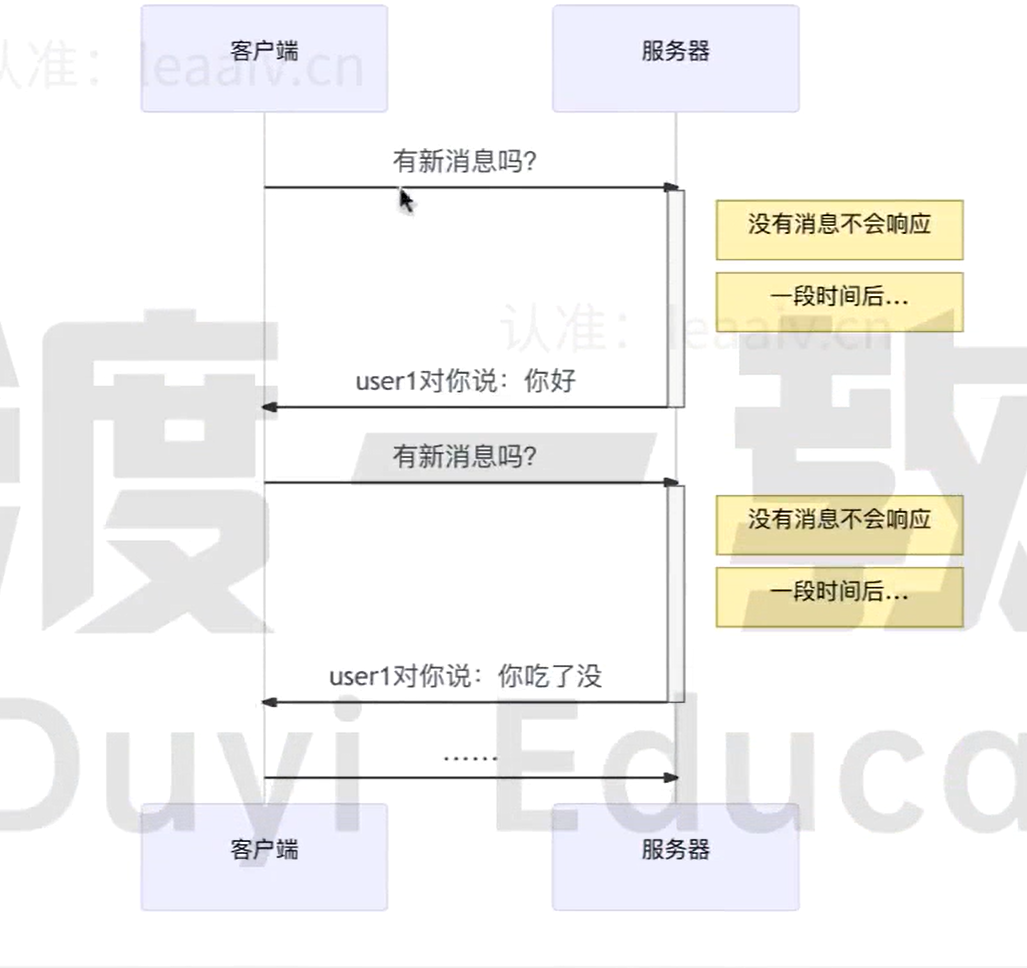 客户端
服务器
认准：leaaiv.cn
有新消息吗？
没有消息不会响应
一段时间后...
认准：leaaiv.cn
user1对你说：你好
有新消息吗？
渡一教
没有消息不会响应
一段时间后...
user1对你说：你吃了没
Duyi Educa
......
客户端
服务器